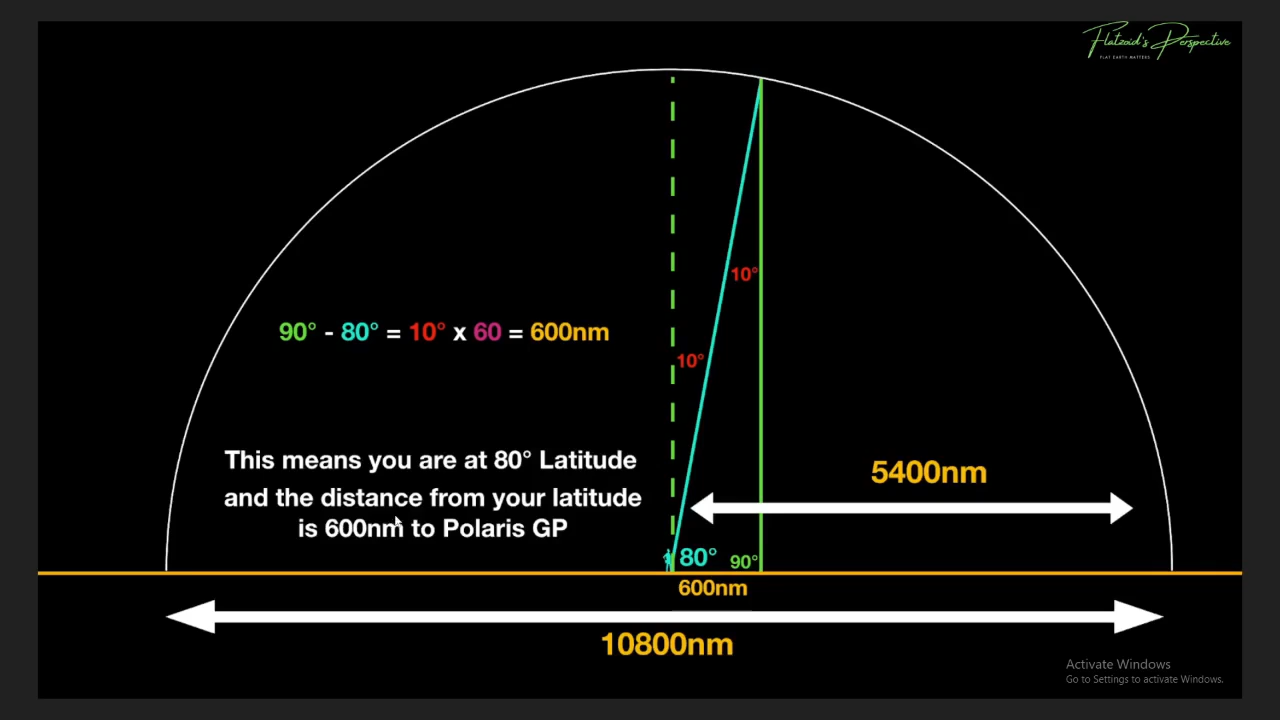 Flatzoid's Perspective
FLAT EARTH MATTERS
10°
90° - 80° = 10° x 60 = 600nm
10°
This means you are at 80° Latitude
and the distance from your latitude
is 600nm to Polaris GP
5400nm
80°
90°
600nm
10800nm
Activate Windows
Go to Settings to activate Windows.